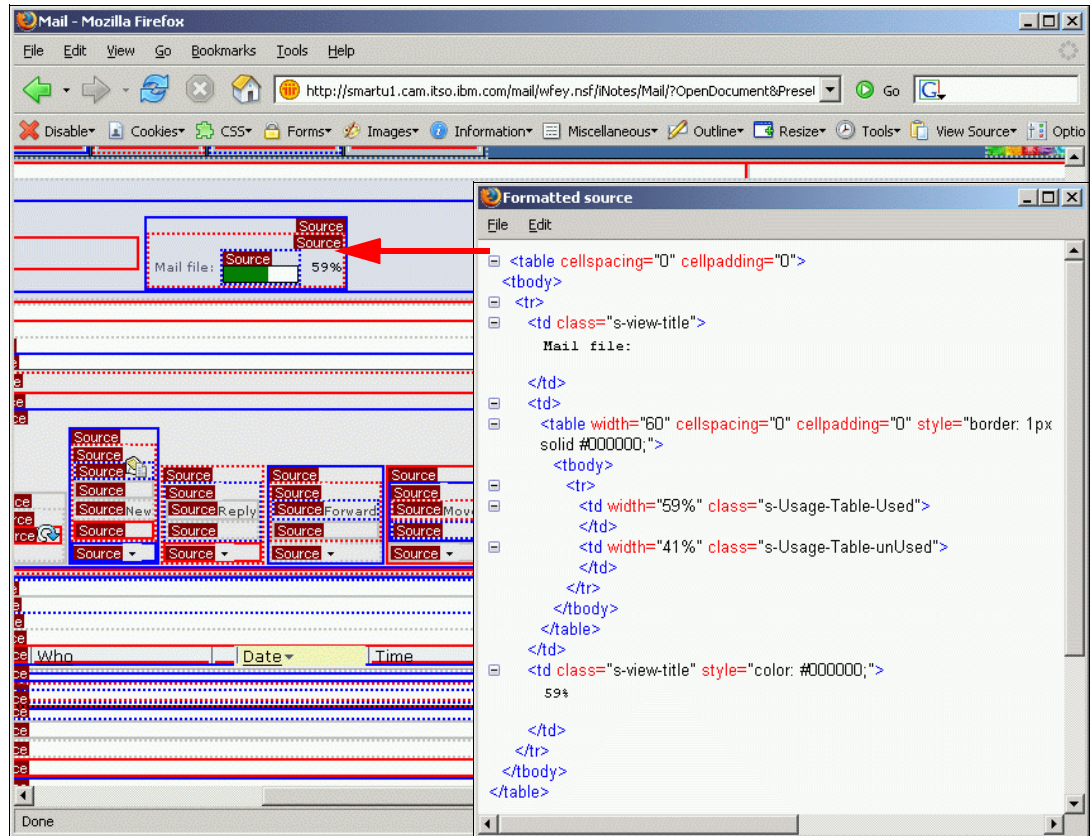 Mail - Mozilla Firefox
File Edit View Go Bookmarks Tools Help
http://smartu1.cam.itso.ibm.com/mail/wfey.nsf/iNotes/Mail/?OpenDocument&Presel
Go
G
Disable Cookies CSS Forms Images Information Miscellaneous Outline Resize Tools View Source Optio
Source
Source
Mail file: Source 59%
Source
Source
Source
Source
New
Source
Source
Source
Source
Source Reply
Source
Source
Source
Source
Source Forward
Source
Source
Source
Source
Source Move
Source
Source
Who Date Time
Done
Formatted source
File Edit
<table cellspacing="0" cellpadding="0">
<tbody>
<tr>
<td class="s-view-title">
Mail file:
</td>
<td>
<table width="60" cellspacing="0" cellpadding="0" style="border: 1px
solid #000000;">
<tbody>
<tr>
<td width="59%" class="s-Usage-Table-Used">
</td>
<td width="41%" class="s-Usage-Table-unUsed">
</td>
</tr>
</tbody>
</table>
</td>
<td class="s-view-title" style="color: #000000;">
59%
</td>
</tr>
</tbody>
</table>